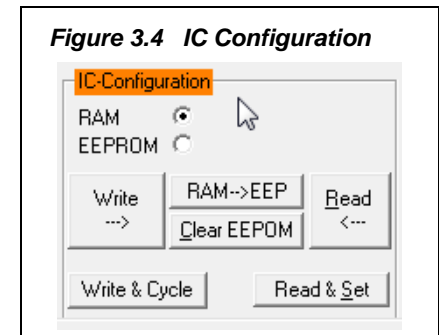 Figure 3.4 IC Configuration
IC-Configuration
RAM
EEPROM
Write
--->
RAM-->EEP
Clear EEPOM
Read
<---
Write & Cycle
Read & Set